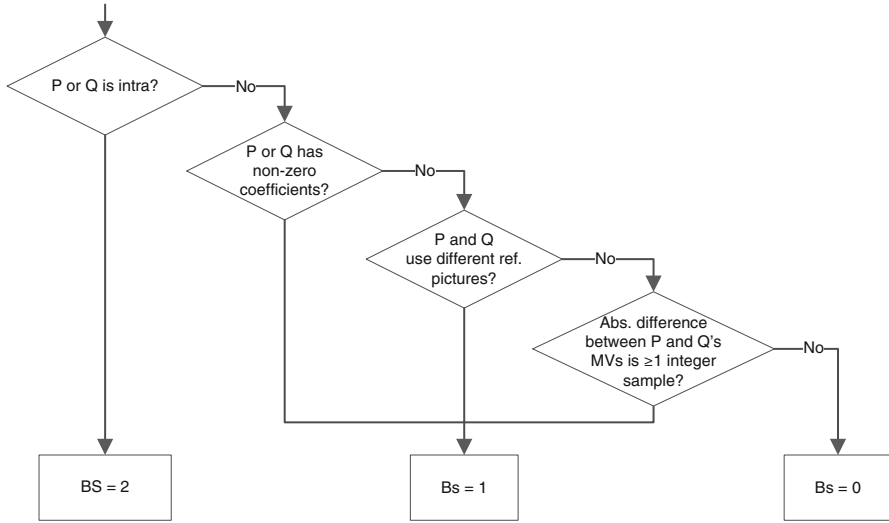 P or Q is intra?
No
P or Q has
non-zero
coefficients?
No
P and Q
use different ref.
pictures?
No
Abs. difference
between P and Q's
MVs is ≥1 integer
sample?
No
BS = 2
Bs = 1
Bs = 0